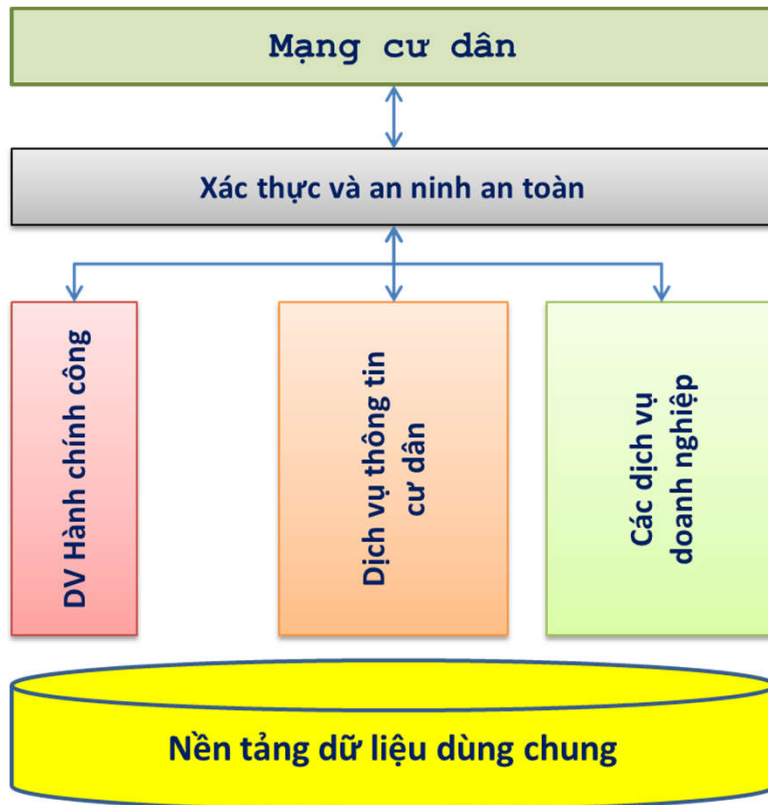 Mạng cư dân
Xác thực và an ninh an toàn
DV Hành chính công
Dịch vụ thông tin
cư dân
Các dịch vụ
doanh nghiệp
Nền tảng dữ liệu dùng chung